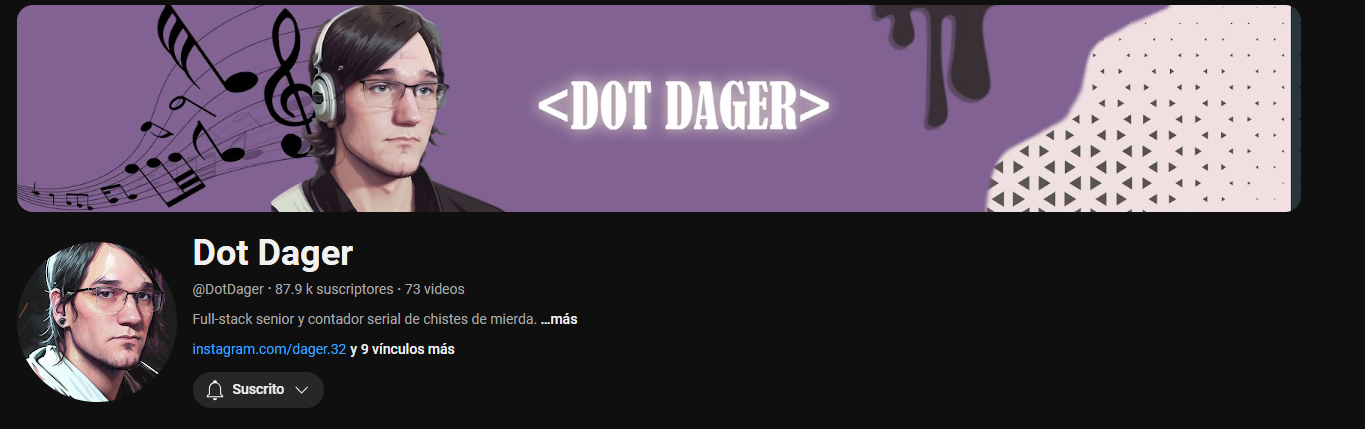 <DOT DAGER>
Dot Dager
@DotDager · 87.9 k suscriptores · 73 videos
Full-stack senior y contador serial de chistes de mierda. ...más
instagram.com/dager.32 y 9 vínculos más
Suscrito